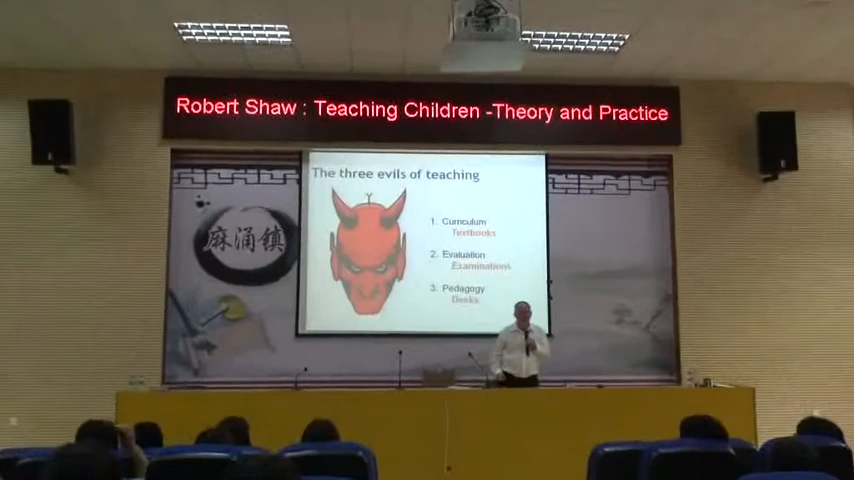 Robert Shaw : Teaching Children -Theory and Practice
The three evils of teaching
1. Curriculum
Textbooks
2. Evaluation
Examinations
3. Pedagogy
Desks
麻涌镇